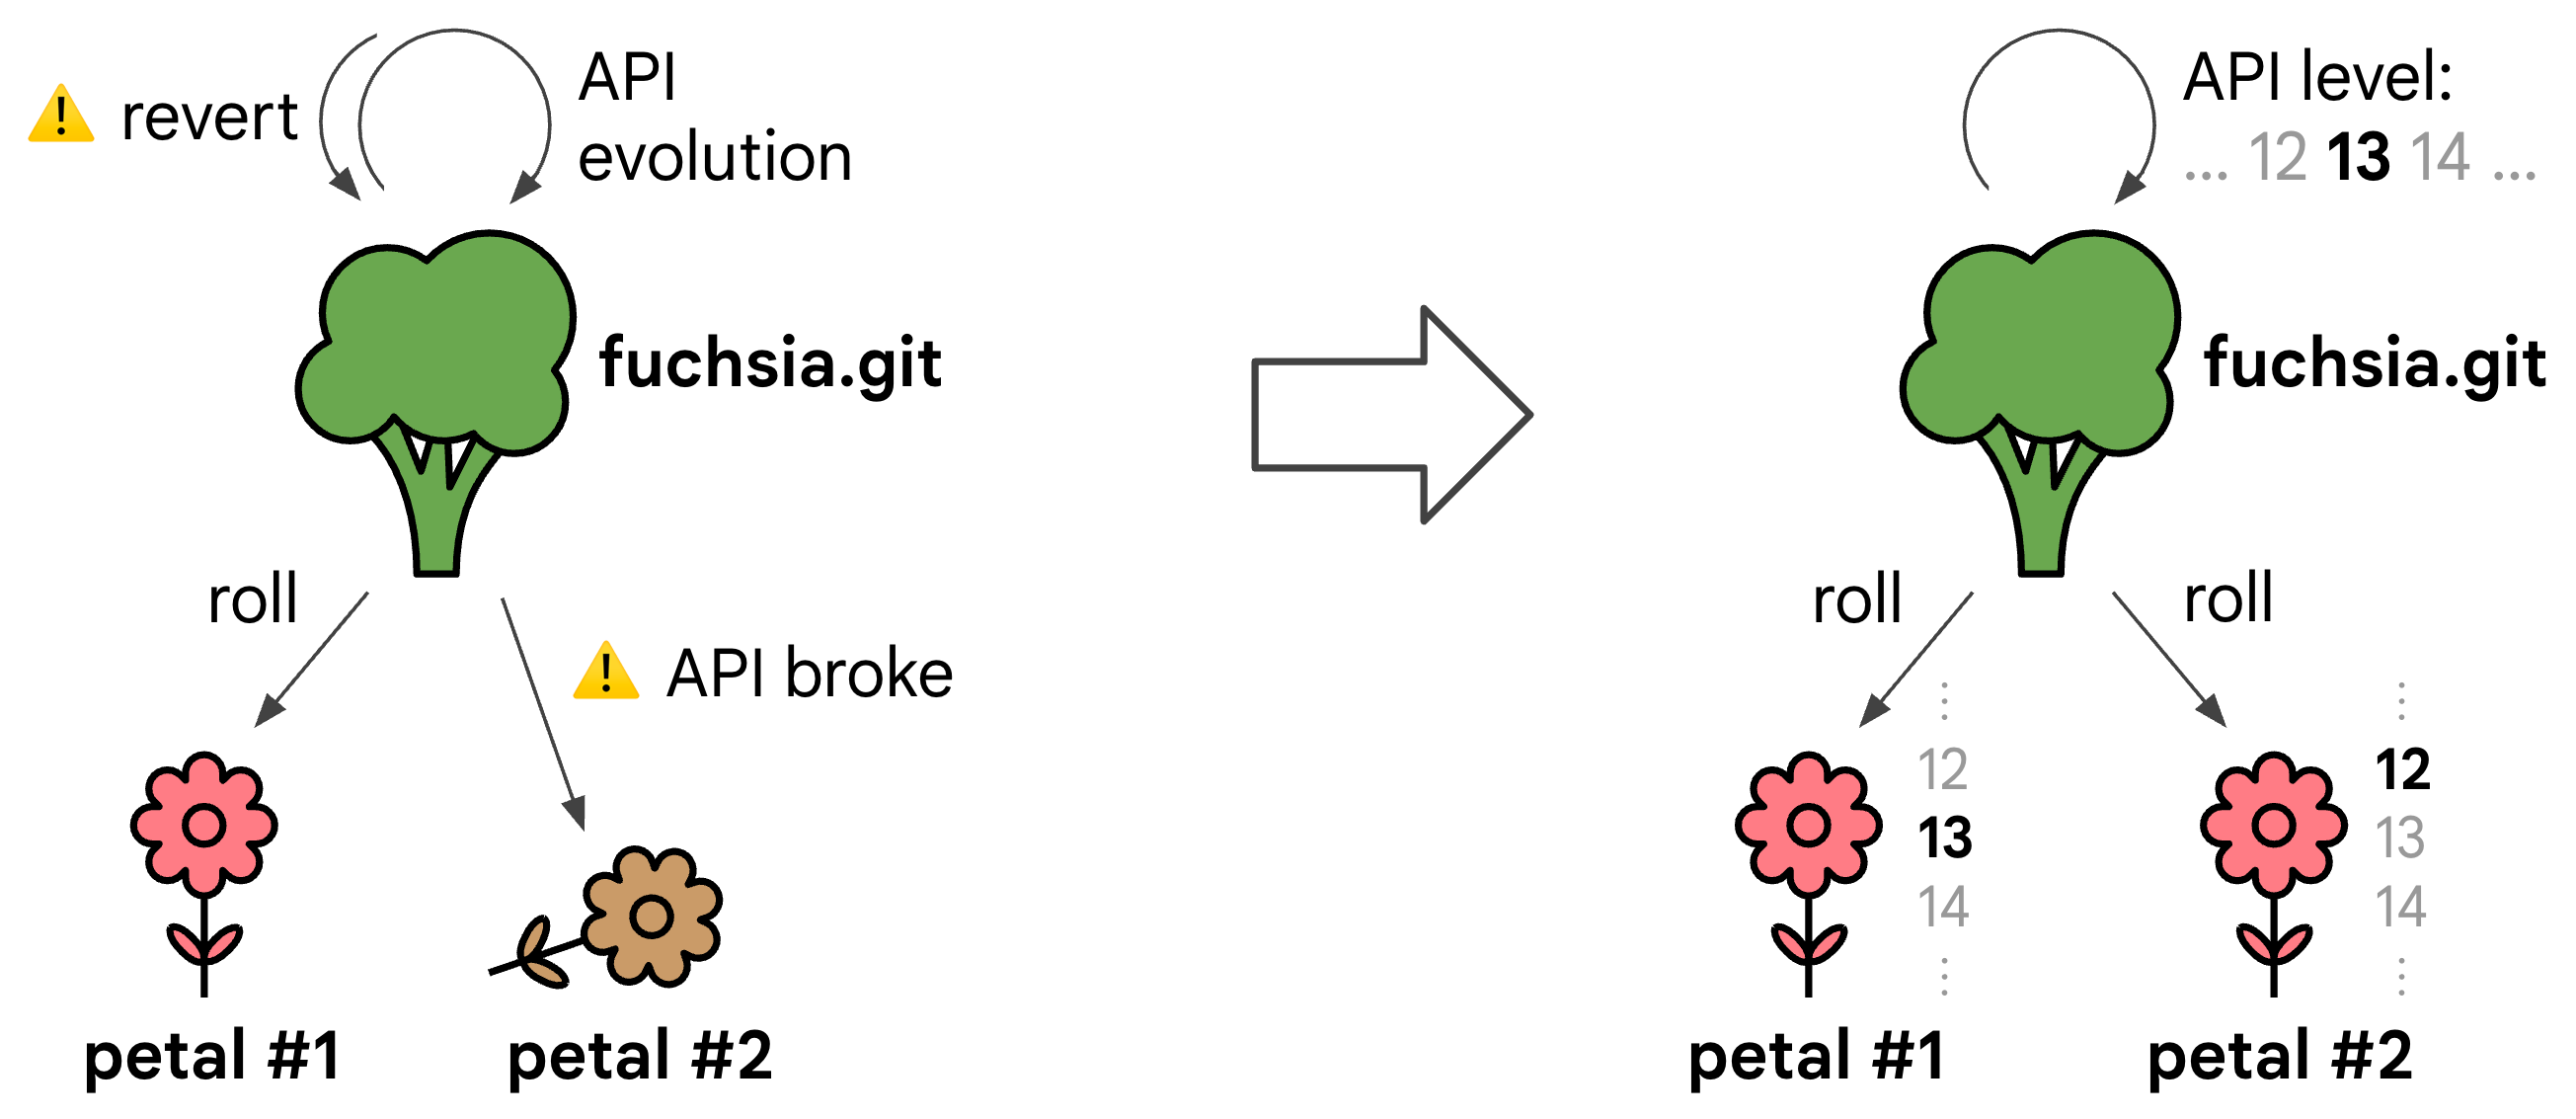 API
evolution
revert
fuchsia.git
roll
API broke
petal #1
petal #2
API level:
... 12 13 14 ...
fuchsia.git
roll
roll
12
13
14
12
13
14
petal #1
petal #2